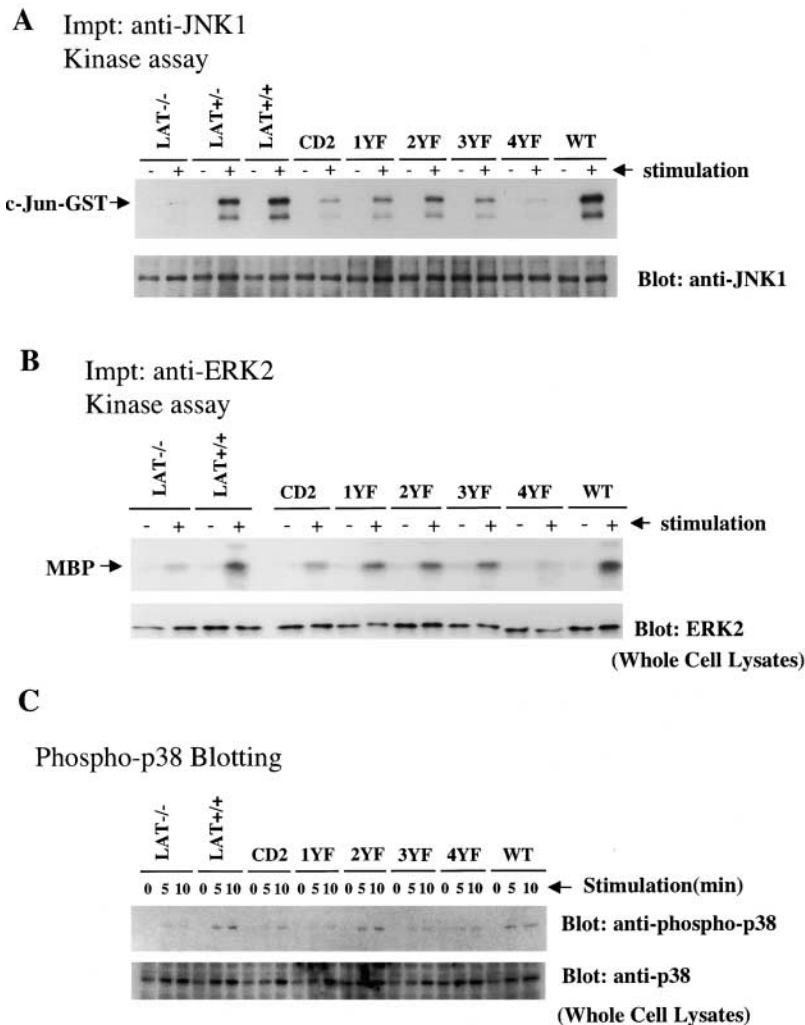 A Impt: anti-JNK1
Kinase assay
LAT-/- LAT+/- LAT+/+ CD2 1YF 2YF 3YF 4YF WT
- + - + - + - + - + - + - + - + - + ← stimulation
c-Jun-GST→
Blot: anti-JNK1
B Impt: anti-ERK2
Kinase assay
LAT-/- LAT+/+ CD2 1YF 2YF 3YF 4YF WT
- + - + - + - + - + - + - + - + ← stimulation
MBP →
Blot: ERK2
(Whole Cell Lysates)
C
Phospho-p38 Blotting
LAT-/- LAT+/+ CD2 1YF 2YF 3YF 4YF WT
0 5 10 0 5 10 0 5 10 0 5 10 0 5 10 0 5 10 0 5 10 0 5 10 ← Stimulation(min)
Blot: anti-phospho-p38
Blot: anti-p38
(Whole Cell Lysates)